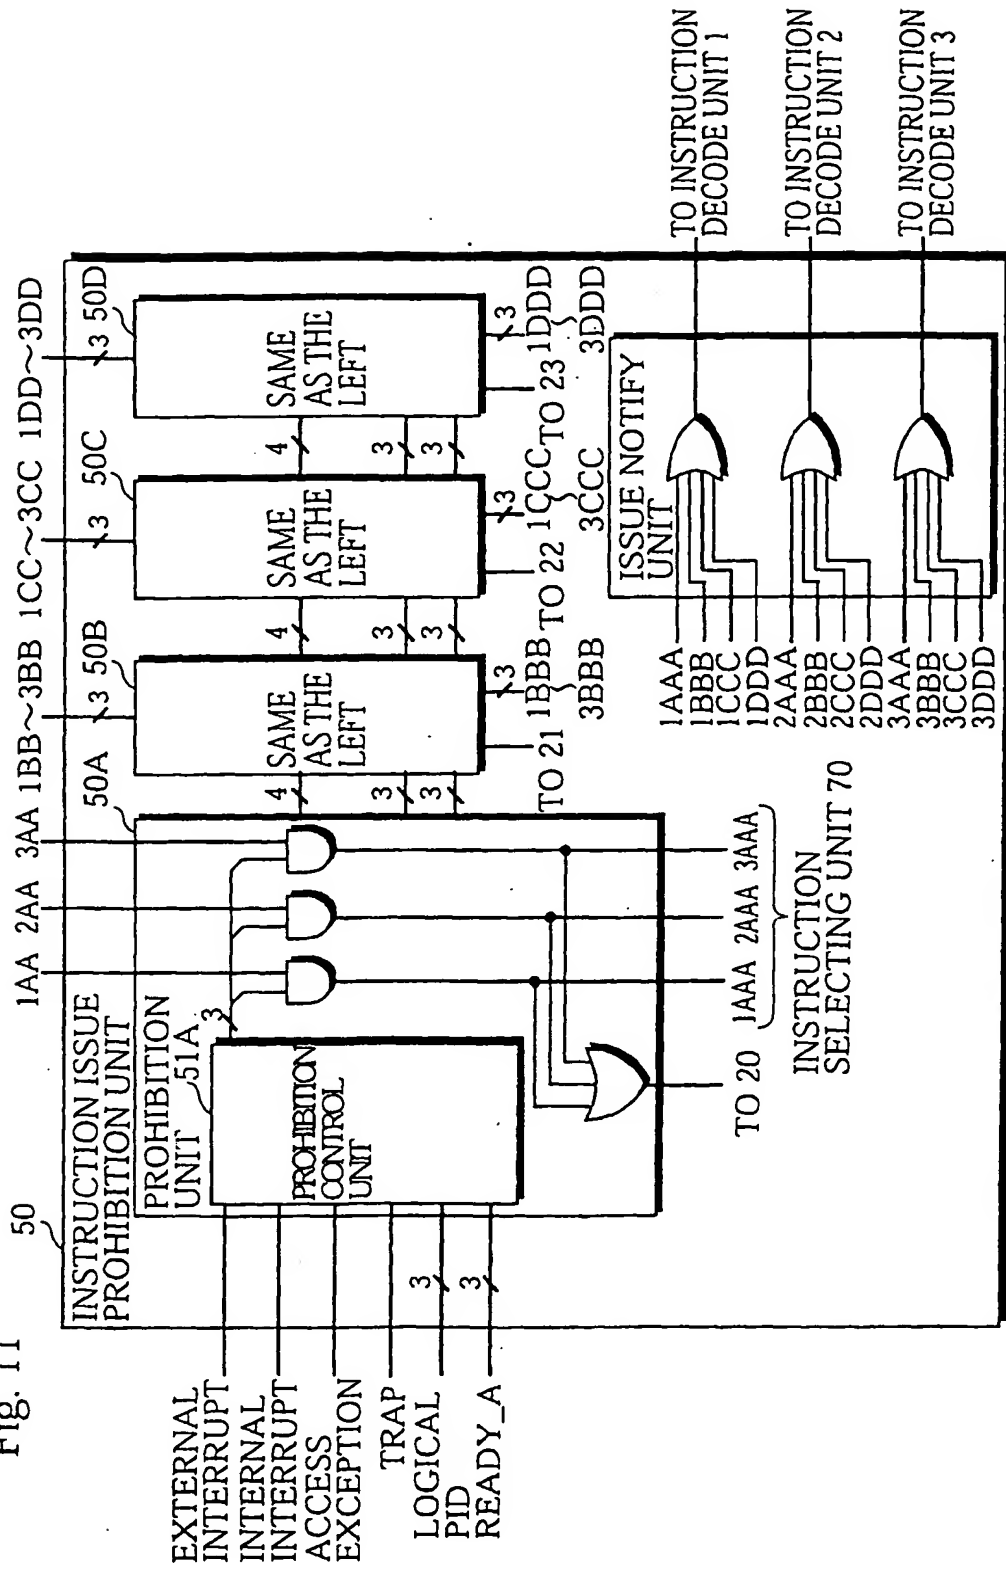 Fig. 11
50
INSTRUCTION ISSUE
PROHIBITION UNIT
1AA
2AA
3AA
1BB～3BB
1CC～3CC
1DD～3DD
50A
50B
50C
50D
PROHIBITION
UNIT
51A
3
3
3
3
PROHIBITION
CONTROL
UNIT
EXTERNAL
INTERRUPT
INTERNAL
INTERRUPT
ACCESS
EXCEPTION
TRAP
LOGICAL
PID
READY_A
3
3
4
3
3
SAME
AS THE
LEFT
4
3
3
SAME
AS THE
LEFT
4
3
3
SAME
AS THE
LEFT
TO 20
1AAA
2AAA
3AAA
INSTRUCTION
SELECTING UNIT 70
TO 21
3
1BBB
～
3BBB
TO 22
3
1CCC
～
3CCC
TO 23
3
1DDD
～
3DDD
ISSUE NOTIFY
UNIT
1AAA
1BBB
1CCC
1DDD
2AAA
2BBB
2CCC
2DDD
3AAA
3BBB
3CCC
3DDD
TO INSTRUCTION
DECODE UNIT 1
TO INSTRUCTION
DECODE UNIT 2
TO INSTRUCTION
DECODE UNIT 3